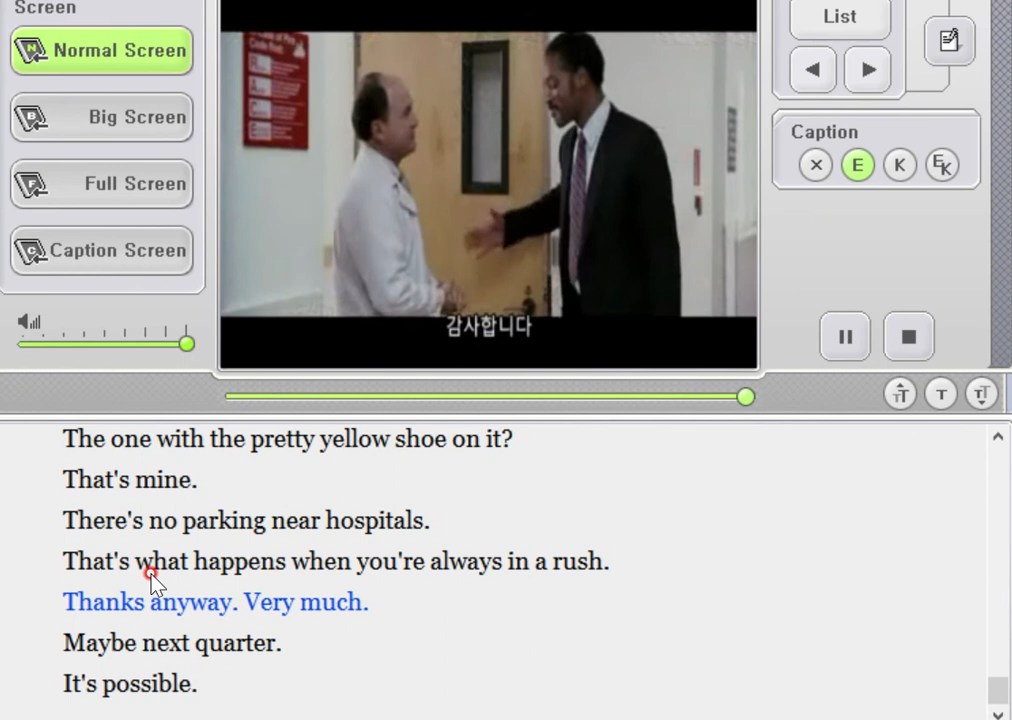 Screen
Normal Screen
Big Screen
Full Screen
Caption Screen
List
Caption
E
K
EK
감사합니다
T
The one with the pretty yellow shoe on it?
That's mine.
There's no parking near hospitals.
That's what happens when you're always in a rush.
Thanks anyway. Very much.
Maybe next quarter.
It's possible.